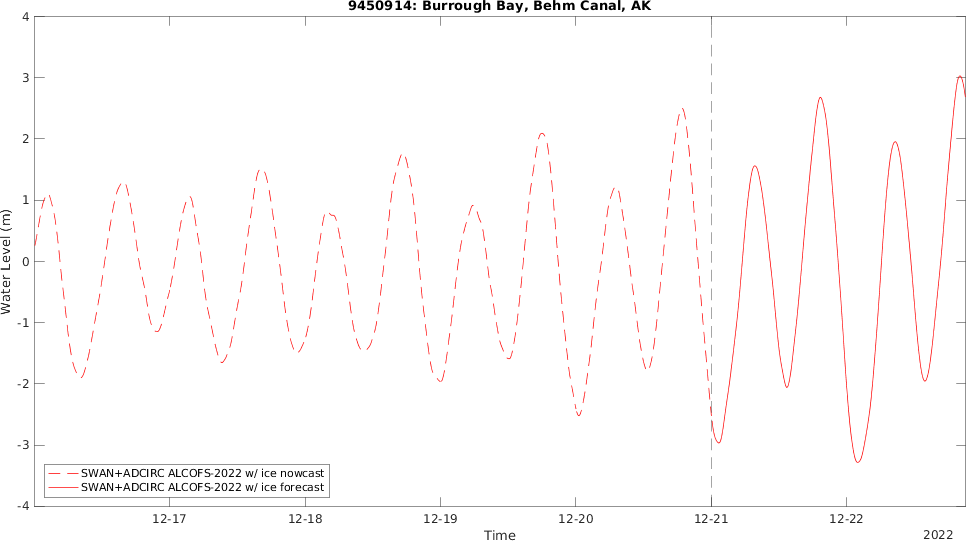 9450914: Burrough Bay, Behm Canal, AK
4
3
2
1
0
-1
-2
-3
-4
Water Level (m)
SWAN+ADCIRC ALCOFS-2022 w/ ice nowcast
SWAN+ADCIRC ALCOFS-2022 w/ ice forecast
12-17 12-18 12-19 12-20 12-21 12-22
Time
2022